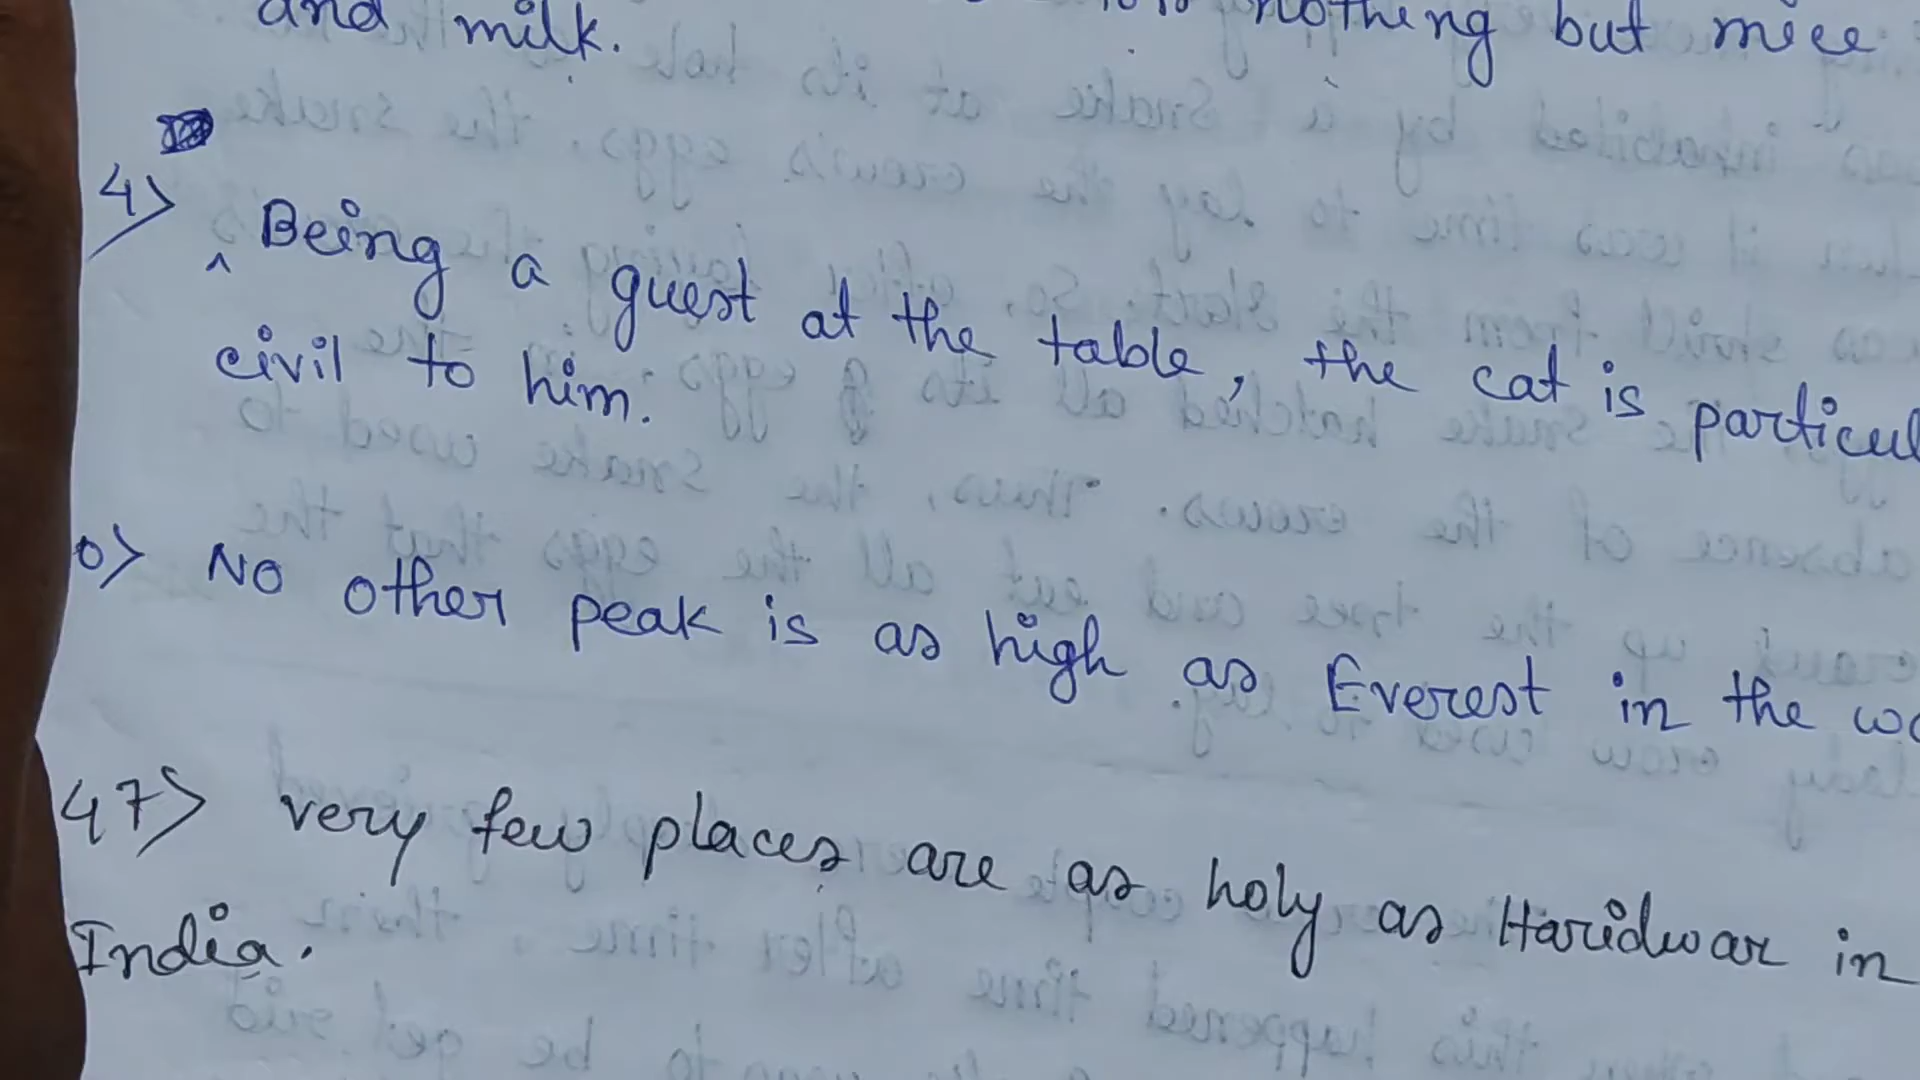 nothing but mice
and milk.
4> Being a guest at the table, the cat is particul
^
civil to him.
0> No other peak is as high as Everest in the wo
47> very few places are as holy as Haridwar in
India.